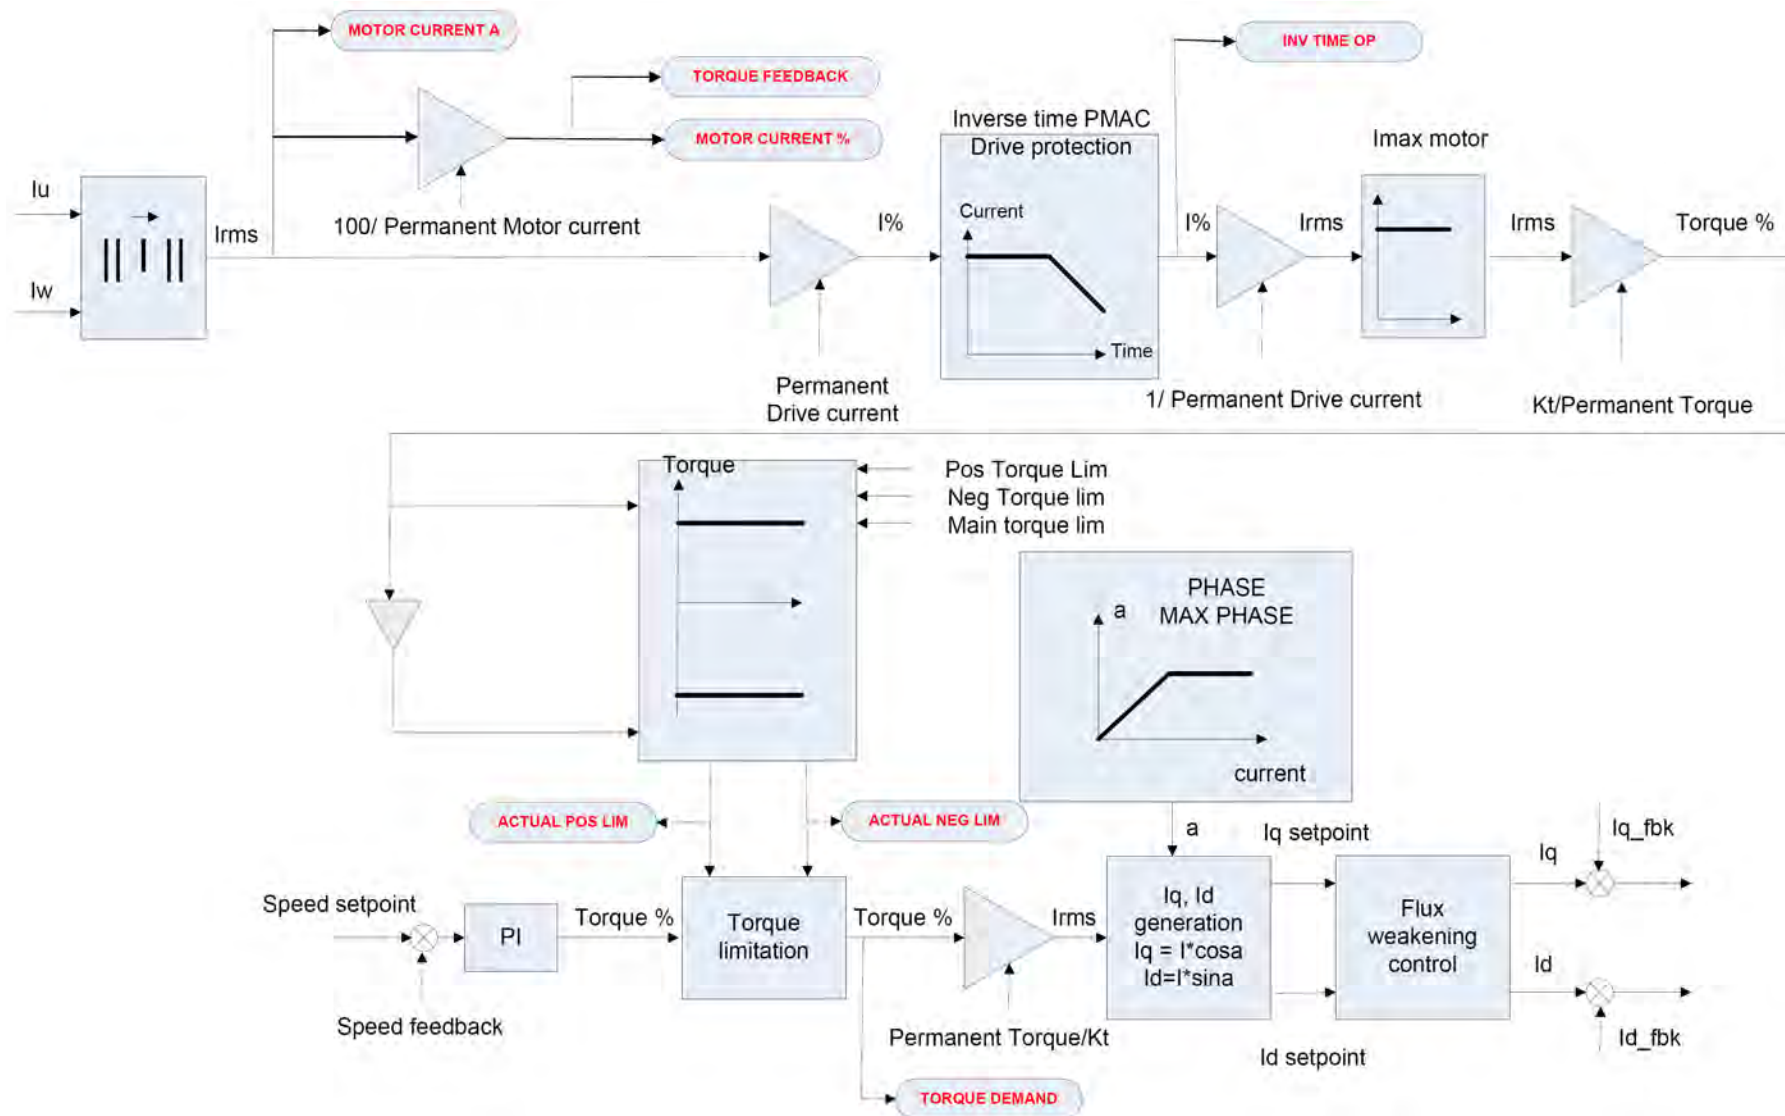 MOTOR CURRENT A
INV TIME OP
TORQUE FEEDBACK
MOTOR CURRENT %
Inverse time PMAC
Drive protection
Imax motor
Iu
Irms
100/ Permanent Motor current
I%
Current
I%
Irms
Irms
Torque %
Iw
Time
Permanent
Drive current
1/ Permanent Drive current
Kt/Permanent Torque
Torque
Pos Torque Lim
Neg Torque lim
Main torque lim
PHASE
MAX PHASE
a
current
ACTUAL POS LIM
ACTUAL NEG LIM
a
Iq setpoint
Iq_fbk
Iq
Speed setpoint
PI
Torque %
Torque
limitation
Torque %
Irms
Iq, Id
generation
Iq = I*cosa
Id=I*sina
Flux
weakening
control
Id
Speed feedback
Permanent Torque/Kt
Id setpoint
Id_fbk
TORQUE DEMAND